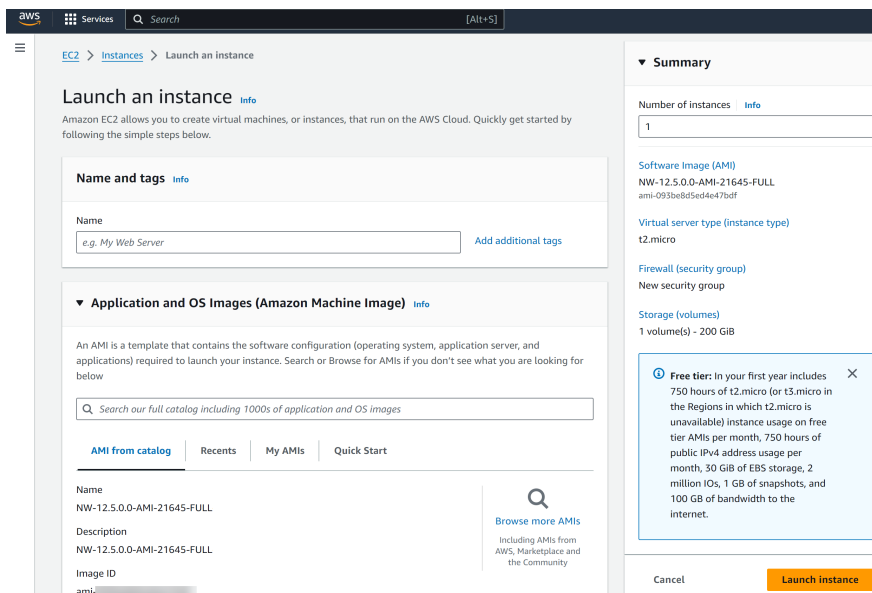 aws
Services
Search
[Alt+S]
EC2 > Instances > Launch an instance
Launch an instance Info
Amazon EC2 allows you to create virtual machines, or instances, that run on the AWS Cloud. Quickly get started by
following the simple steps below.
Name and tags Info
Name
e.g. My Web Server
Add additional tags
Application and OS Images (Amazon Machine Image) Info
An AMI is a template that contains the software configuration (operating system, application server, and
applications) required to launch your instance. Search or Browse for AMIs if you don't see what you are looking for
below
Search our full catalog including 1000s of application and OS images
AMI from catalog
Recents
My AMIs
Quick Start
Name
NW-12.5.0.0-AMI-21645-FULL
Description
NW-12.5.0.0-AMI-21645-FULL
Image ID
ami-
Browse more AMIs
Including AMIs from
AWS, Marketplace and
the Community
Summary
Number of instances Info
1
Software Image (AMI)
NW-12.5.0.0-AMI-21645-FULL
ami-093be8d5ed4e47bdf
Virtual server type (instance type)
t2.micro
Firewall (security group)
New security group
Storage (volumes)
1 volume(s) - 200 GiB
Free tier: In your first year includes
750 hours of t2.micro (or t3.micro in
the Regions in which t2.micro is
unavailable) instance usage on free
tier AMIs per month, 750 hours of
public IPv4 address usage per
month, 30 GiB of EBS storage, 2
million IOs, 1 GB of snapshots, and
100 GB of bandwidth to the
internet.
Cancel
Launch instance